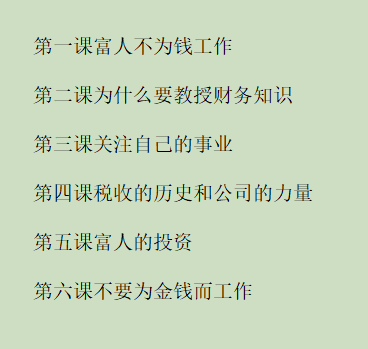 第一课富人不为钱工作
第二课为什么要教授财务知识
第三课关注自己的事业
第四课税收的历史和公司的力量
第五课富人的投资
第六课不要为金钱而工作